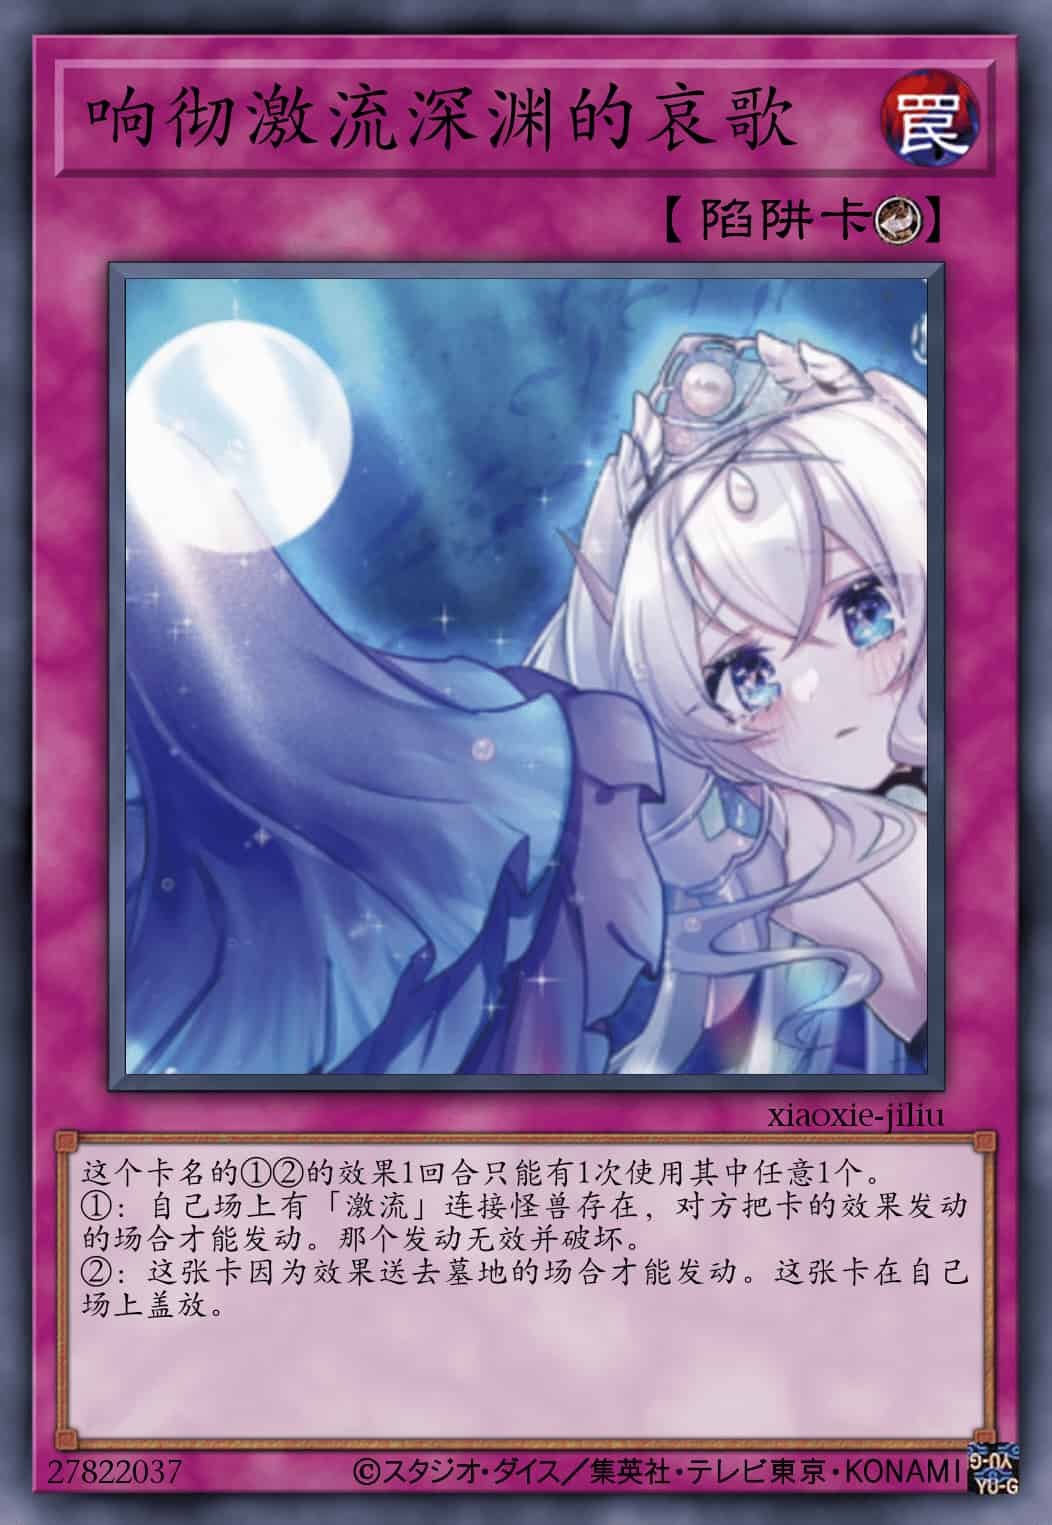 响彻激流深渊的哀歌
罠
【陷阱卡】
xiaoxie-jiliu
这个卡名的①②的效果1回合只能有1次使用其中任意1个。
①：自己场上有「激流」连接怪兽存在，对方把卡的效果发动
的场合才能发动。那个发动无效并破坏。
②：这张卡因为效果送去墓地的场合才能发动。这张卡在自己
场上盖放。
27822037
©スタジオ・ダイス／集英社・テレビ東京・KONAMI
YU-G
YU-G